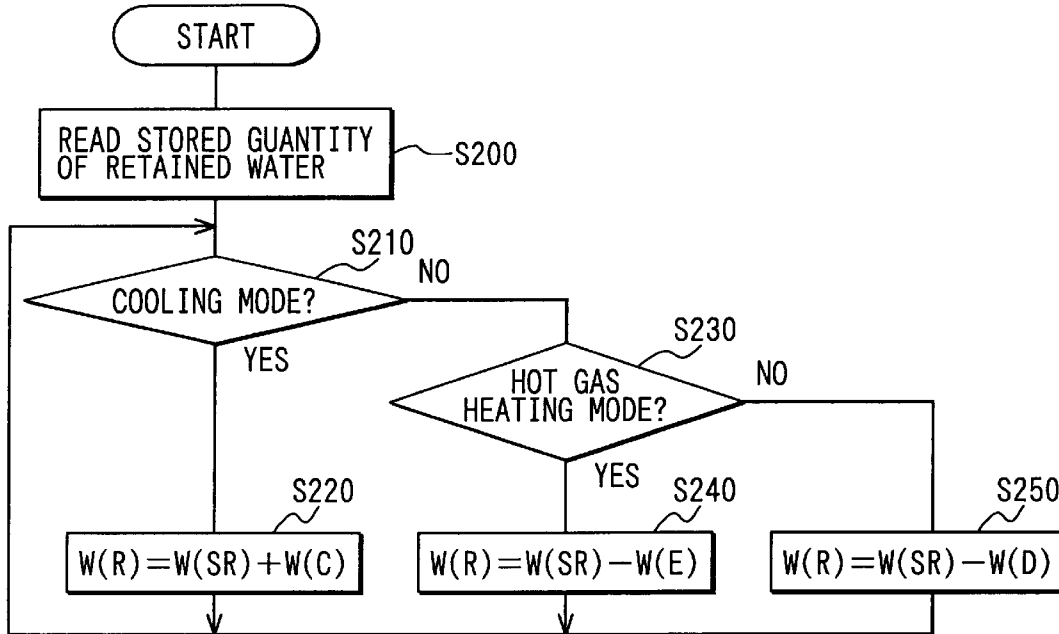 START
READ STORED QUANTITY
OF RETAINED WATER
S200
S210
COOLING MODE?
NO
YES
S230
HOT GAS
HEATING MODE?
NO
YES
S220
W(R)=W(SR)+W(C)
S240
W(R)=W(SR)−W(E)
S250
W(R)=W(SR)−W(D)